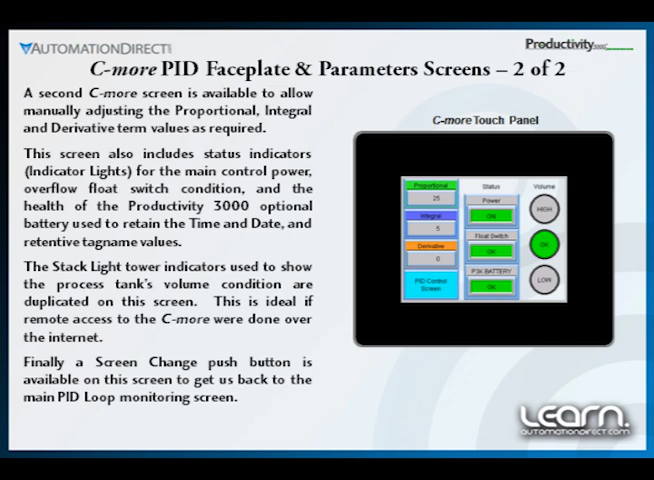 AUTOMATIONDIRECT
Productivity3000
C-more PID Faceplate & Parameters Screens – 2 of 2
A second C-more screen is available to allow
manually adjusting the Proportional, Integral
and Derivative term values as required.
This screen also includes status indicators
(Indicator Lights) for the main control power,
overflow float switch condition, and the
health of the Productivity 3000 optional
battery used to retain the Time and Date, and
retentive tagname values.
The Stack Light tower indicators used to show
the process tank's volume condition are
duplicated on this screen. This is ideal if
remote access to the C-more were done over
the internet.
Finally a Screen Change push button is
available on this screen to get us back to the
main PID Loop monitoring screen.
C-more Touch Panel
Proportional
25
Integral
5
Derivative
0
PID Control
Screen
Status
Power
ON
Float Switch
OK
P3K BATTERY
OK
Volume
HIGH
OK
LOW
LEARN.
AUTOMATIONDIRECT.COM